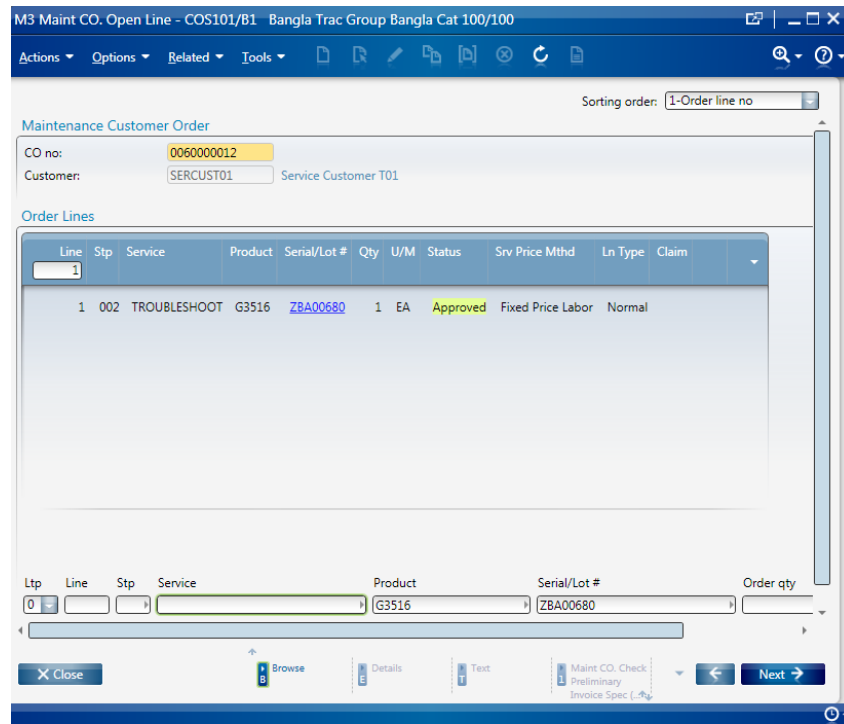 M3 Maint CO. Open Line - COS101/B1 Bangla Trac Group Bangla Cat 100/100
Actions Options Related Tools
Sorting order: 1-Order line no
Maintenance Customer Order
CO no: 0060000012
Customer: SERCUST01 Service Customer T01
Order Lines
Line Stp Service Product Serial/Lot # Qty U/M Status Srv Price Mthd Ln Type Claim
1
1 002 TROUBLESHOOT G3516 ZBA00680 1 EA Approved Fixed Price Labor Normal
Ltp Line Stp Service Product Serial/Lot # Order qty
0 G3516 ZBA00680
X Close B Browse E Details T Text 1 Maint CO. Check Next
Preliminary
Invoice Spec (...